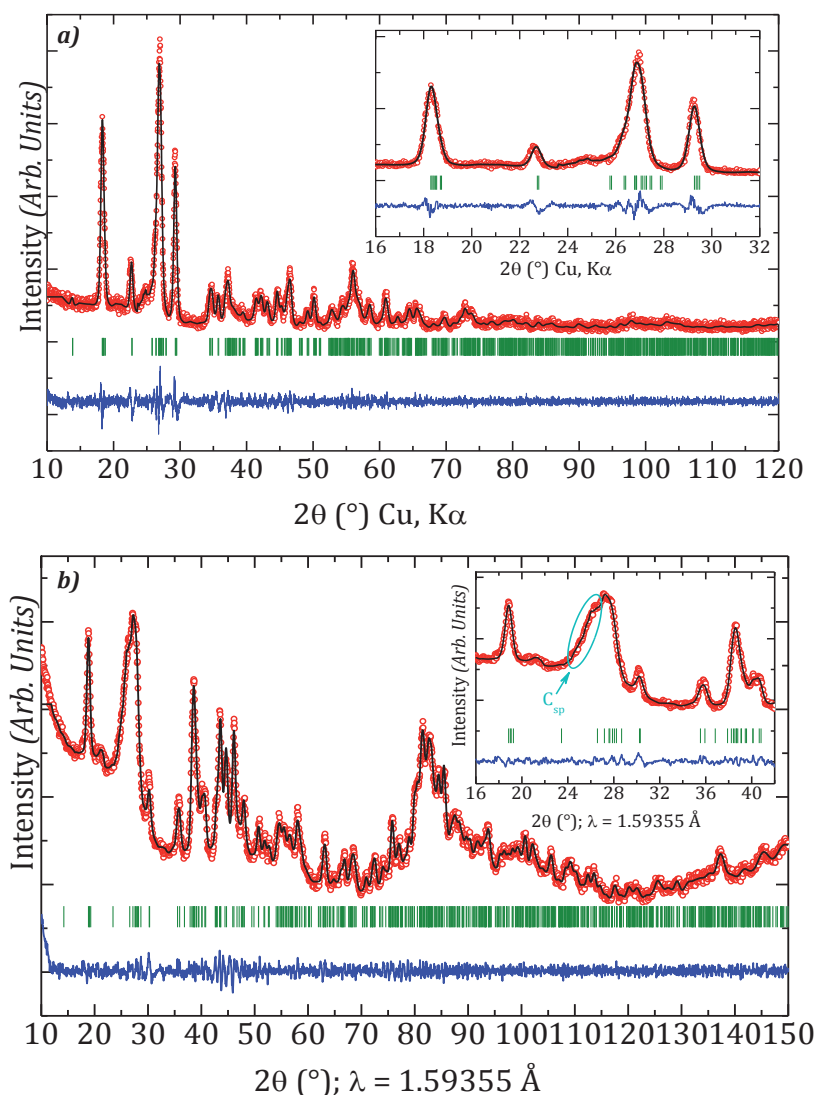 a)
Intensity (Arb. Units)
16 18 20 22 24 26 28 30 32
2θ (°) Cu, Kα
10 20 30 40 50 60 70 80 90 100 110 120
2θ (°) Cu, Kα
b)
Intensity (Arb. Units)
Intensity (Arb. Units)
C_sp
16 20 24 28 32 36 40
2θ (°); λ = 1.59355 Å
10 20 30 40 50 60 70 80 90 100 110 120 130 140 150
2θ (°); λ = 1.59355 Å